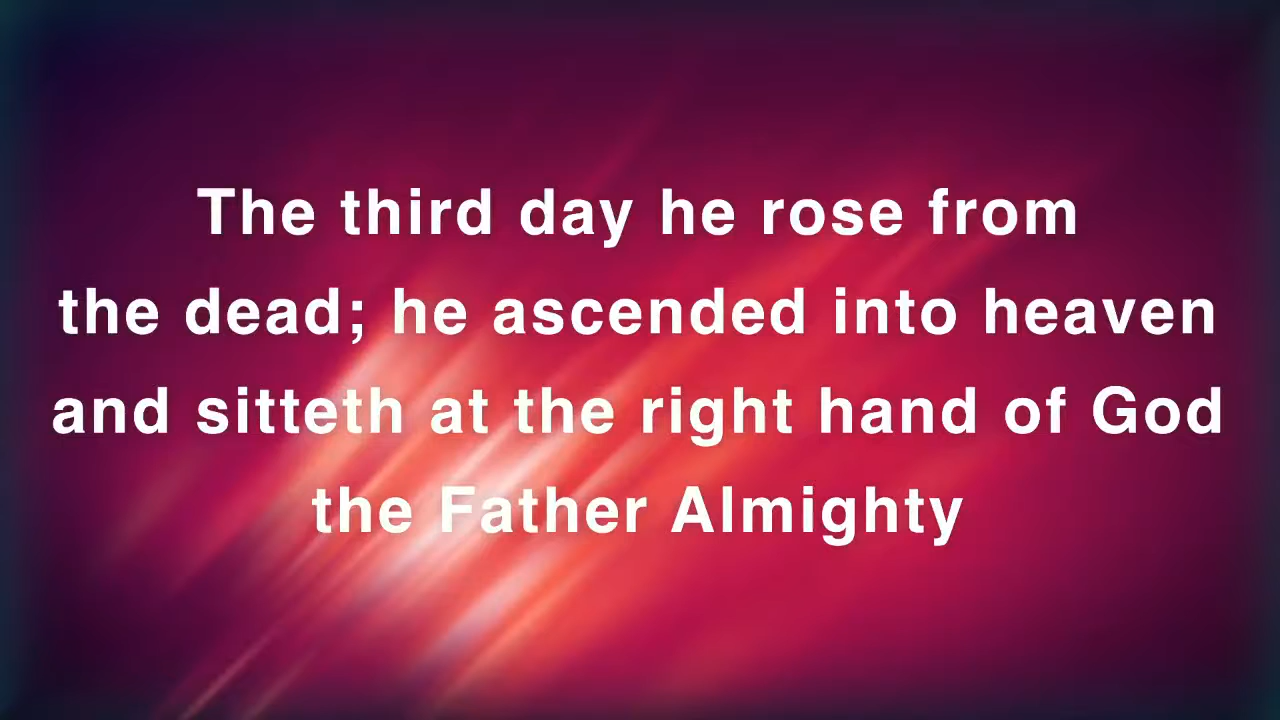 The third day he rose from
the dead; he ascended into heaven
and sitteth at the right hand of God
the Father Almighty